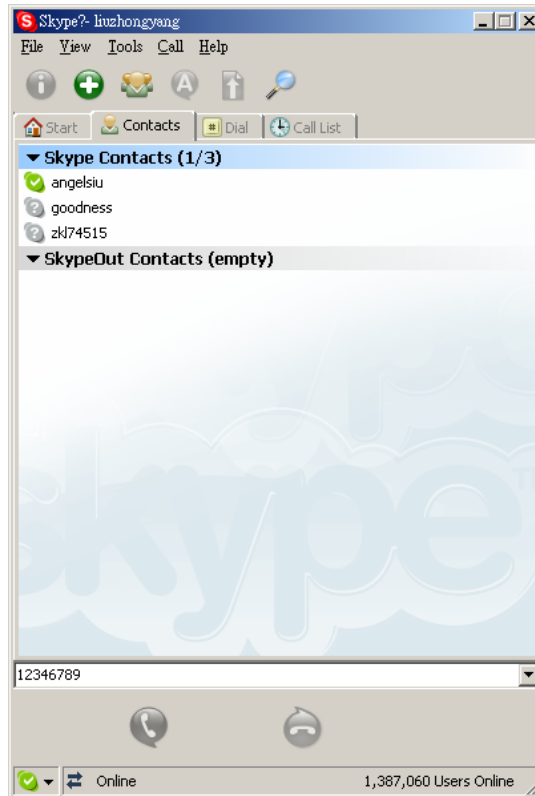 Skype?- liuzhongyang
File View Tools Call Help
Start Contacts # Dial Call List
Skype Contacts (1/3)
angelsiu
goodness
zkl74515
SkypeOut Contacts (empty)
skype
12346789
Online 1,387,060 Users Online